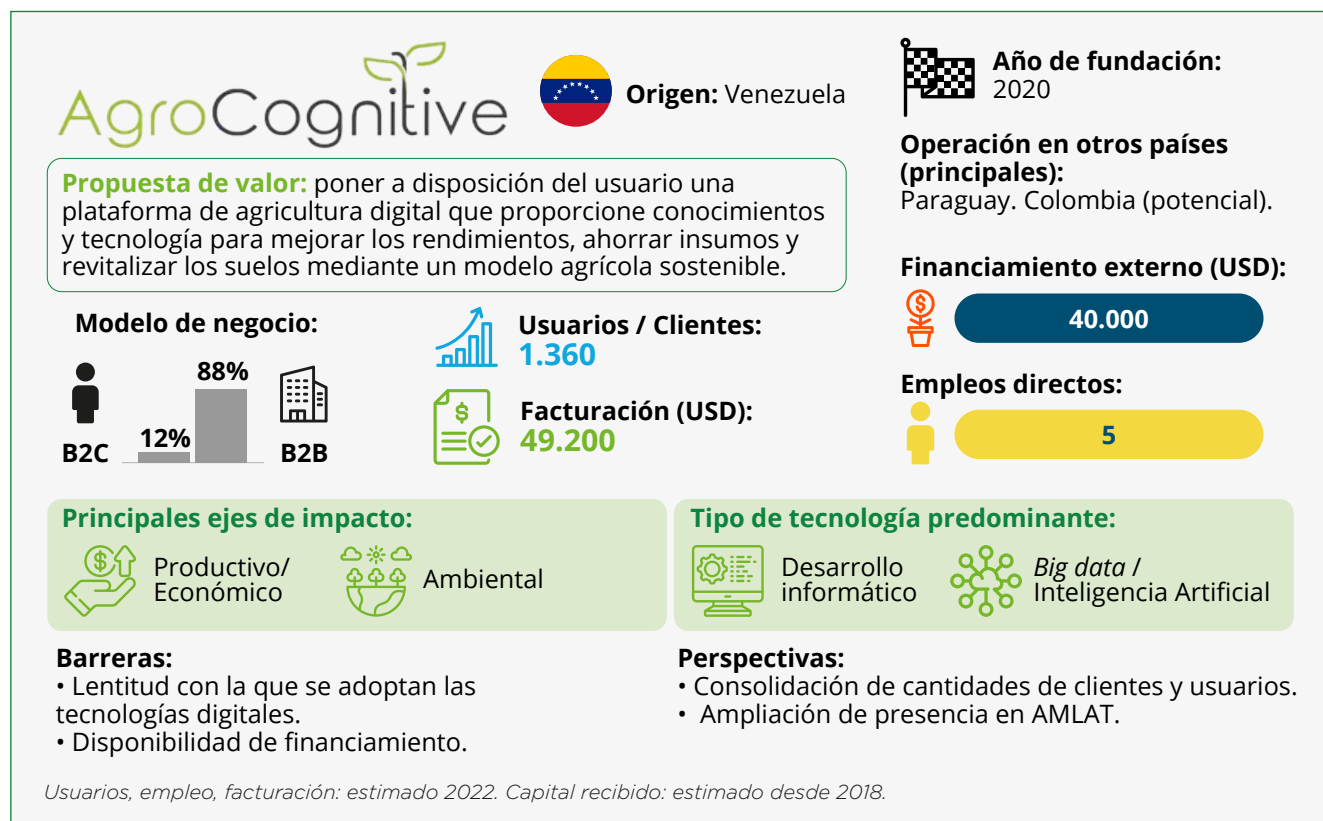 AgroCognitive
Origen: Venezuela
Año de fundación:
2020
Operación en otros países
(principales):
Paraguay. Colombia (potencial).
Propuesta de valor: poner a disposición del usuario una
plataforma de agricultura digital que proporcione conocimientos
y tecnología para mejorar los rendimientos, ahorrar insumos y
revitalizar los suelos mediante un modelo agrícola sostenible.
Financiamiento externo (USD):
$
40.000
Modelo de negocio:
B2C
12%
88%
B2B
Usuarios / Clientes:
1.360
$
Facturación (USD):
49.200
Empleos directos:
5
Principales ejes de impacto:
$
Productivo/
Económico
Ambiental
Tipo de tecnología predominante:
Desarrollo
informático
Big data /
Inteligencia Artificial
Barreras:
• Lentitud con la que se adoptan las
tecnologías digitales.
• Disponibilidad de financiamiento.
Perspectivas:
• Consolidación de cantidades de clientes y usuarios.
• Ampliación de presencia en AMLAT.
Usuarios, empleo, facturación: estimado 2022. Capital recibido: estimado desde 2018.